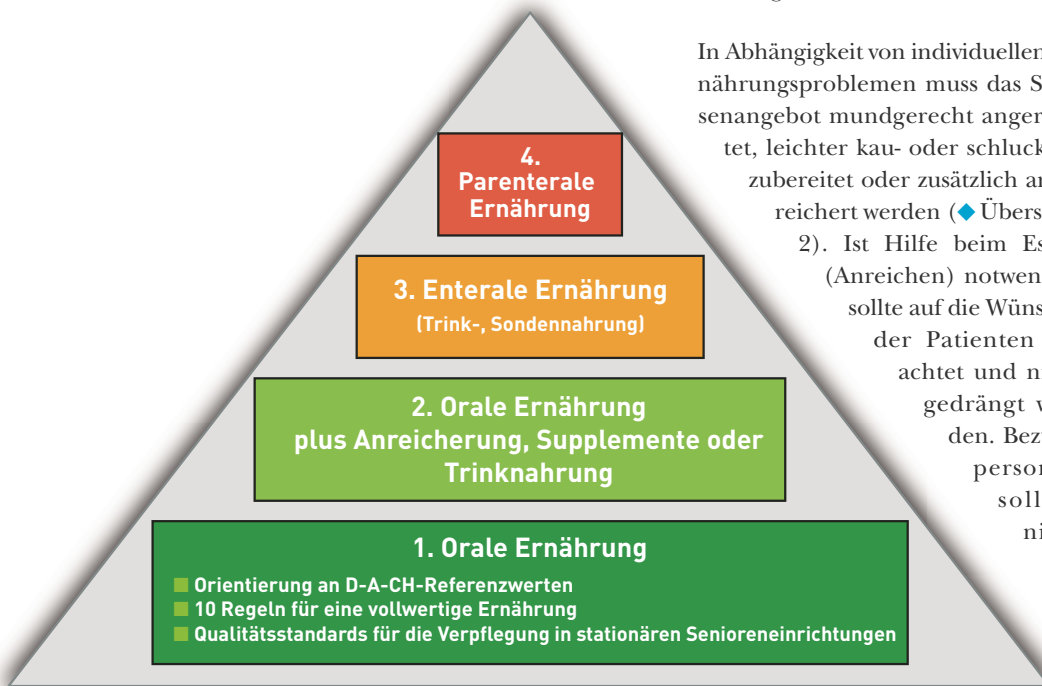 4.
Parenterale
Ernährung
3. Enterale Ernährung
(Trink-, Sondennahrung)
2. Orale Ernährung
plus Anreicherung, Supplemente oder
Trinknahrung
1. Orale Ernährung
Orientierung an D-A-CH-Referenzwerten
10 Regeln für eine vollwertige Ernährung
Qualitätsstandards für die Verpflegung in stationären Senioreneinrichtungen
In Abhängigkeit von individuellen
nährungsproblemen muss das S
senangebot mundgerecht anger
tet, leichter kau- oder schluck
zubereitet oder zusätzlich a
reichert werden (◆ Übers
2). Ist Hilfe beim Es
(Anreichen) notwen
sollte auf die Wüns
der Patienten
achtet und n
gedrängt w
den. Bez
person
soll
ni